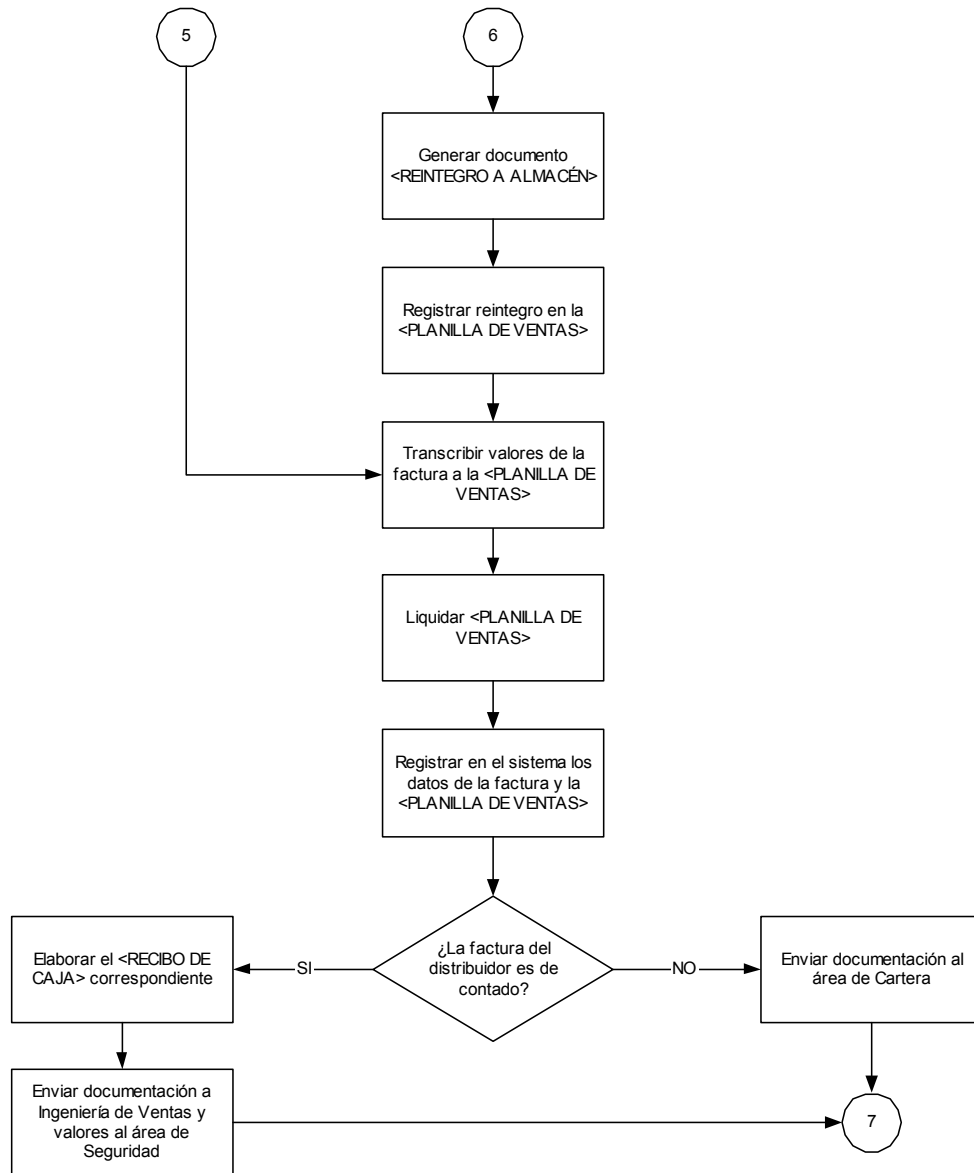 5
6
Generar documento
<REINTEGRO A ALMACÉN>
Registrar reintegro en la
<PLANILLA DE VENTAS>
Transcribir valores de la
factura a la <PLANILLA DE
VENTAS>
Liquidar <PLANILLA DE
VENTAS>
Registrar en el sistema los
datos de la factura y la
<PLANILLA DE VENTAS>
¿La factura del
distribuidor es de
contado?
SI
NO
Elaborar el <RECIBO DE
CAJA> correspondiente
Enviar documentación al
área de Cartera
Enviar documentación a
Ingeniería de Ventas y
valores al área de
Seguridad
7